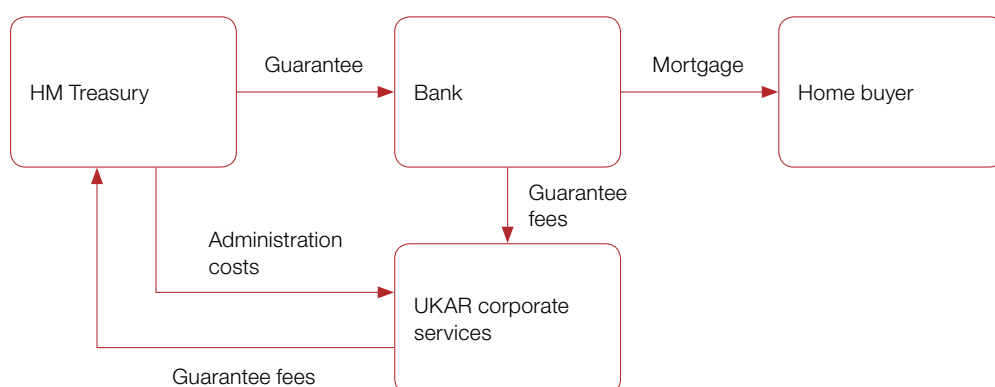 Guarantee
Mortgage
HM Treasury
Bank
Home buyer
Guarantee
fees
Administration
costs
UKAR corporate
services
Guarantee fees